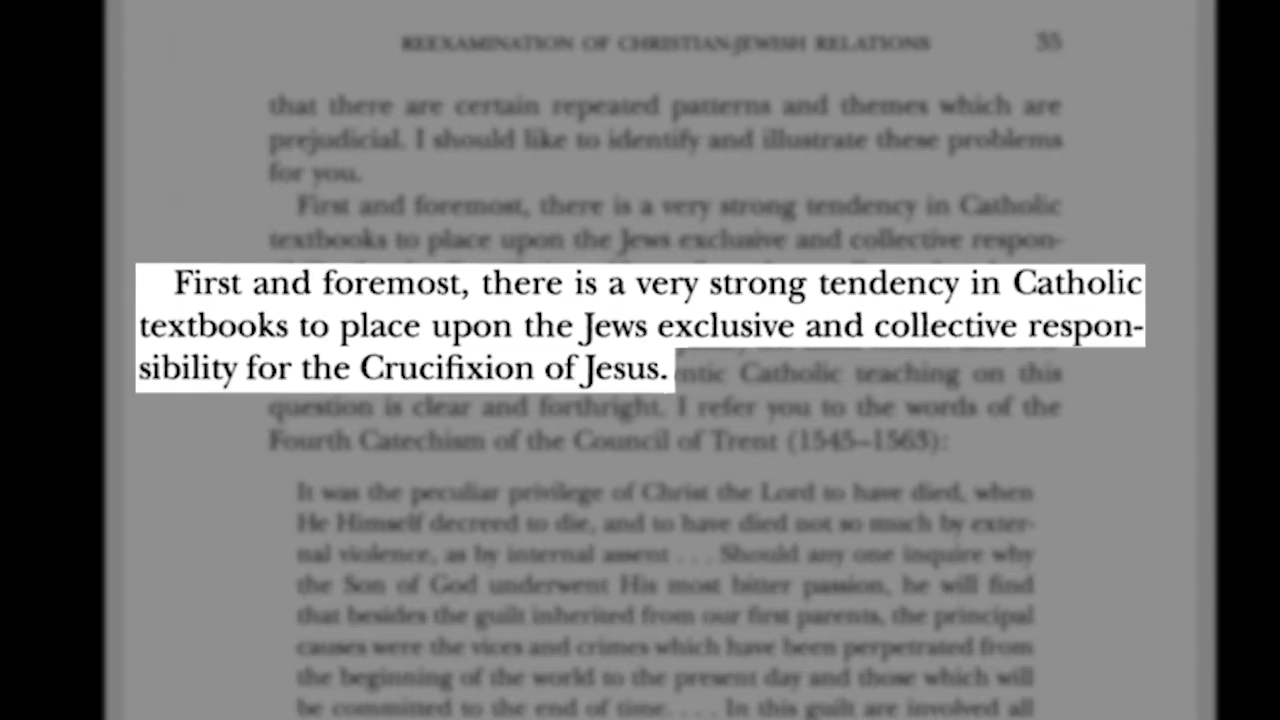 REEXAMINATION OF CHRISTIAN-JEWISH RELATIONS 35
that there are certain repeated patterns and themes which are
prejudicial. I should like to identify and illustrate these problems
for you.
First and foremost, there is a very strong tendency in Catholic
textbooks to place upon the Jews exclusive and collective respon-
First and foremost, there is a very strong tendency in Catholic
textbooks to place upon the Jews exclusive and collective respon-
sibility for the Crucifixion of Jesus.
Catholic teaching on this
question is clear and forthright. I refer you to the words of the
Fourth Catechism of the Council of Trent (1545–1563):
It was the peculiar privilege of Christ the Lord to have died, when
He Himself decreed to die, and to have died not so much by exter-
nal violence, as by internal assent . . . Should any one inquire why
the Son of God underwent His most bitter passion, he will find
that besides the guilt inherited from our first parents, the principal
causes were the vices and crimes which have been perpetrated from
the beginning of the world to the present day and those which will
be committed to the end of time. . . . In this guilt are involved all